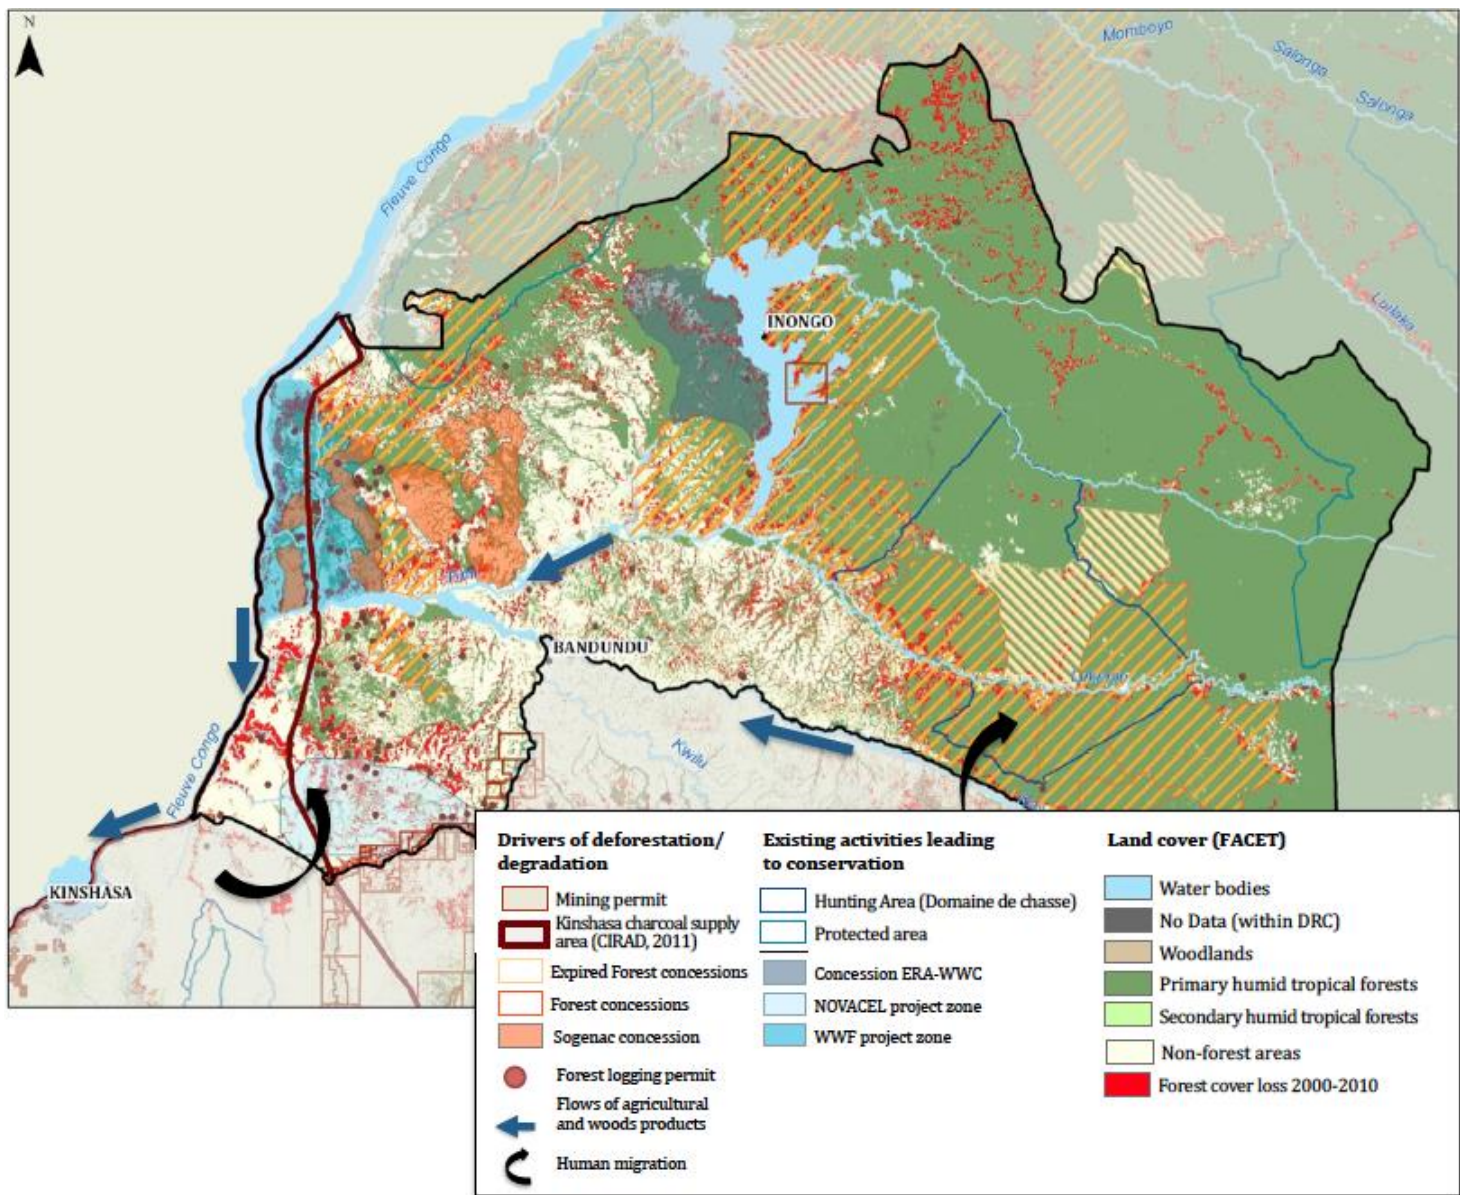 N
Momboyo
Salonga
Salonga
Fleuve Congo
Lorilaka
INONGO
BANDUNDU
Lukenie
Kwilu
Fleuve Congo
KINSHASA
Drivers of deforestation/
degradation
Mining permit
Kinshasa charcoal supply
area (CIRAD, 2011)
Expired Forest concessions
Forest concessions
Sogenac concession
Forest logging permit
Flows of agricultural
and woods products
Human migration
Existing activities leading
to conservation
Hunting Area (Domaine de chasse)
Protected area
Concession ERA-WWC
NOVACEL project zone
WWF project zone
Land cover (FACET)
Water bodies
No Data (within DRC)
Woodlands
Primary humid tropical forests
Secondary humid tropical forests
Non-forest areas
Forest cover loss 2000-2010